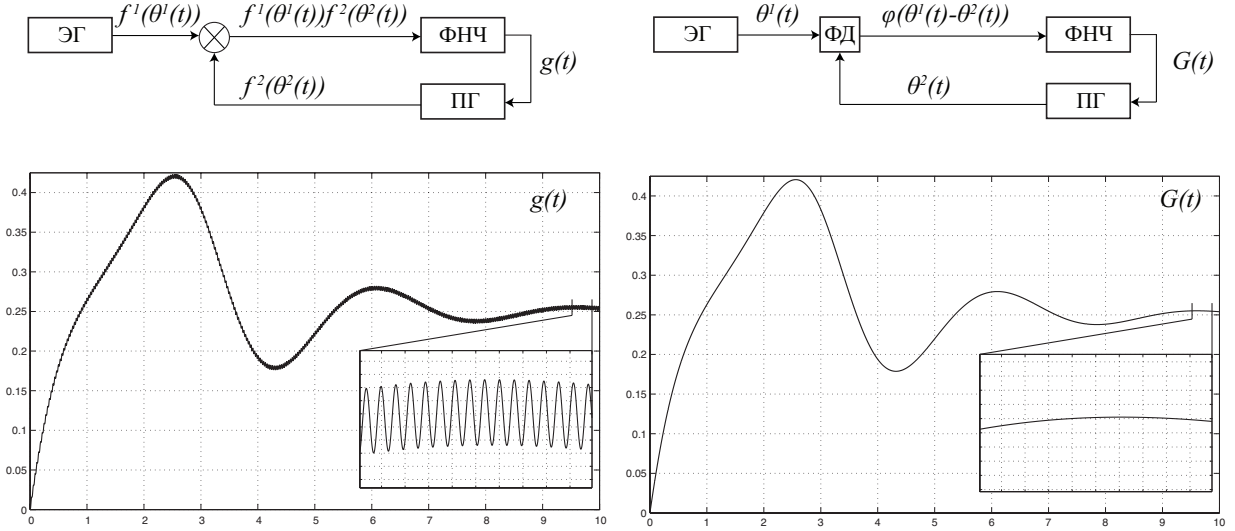 f¹(θ¹(t)) f¹(θ¹(t))f²(θ²(t))
ЭГ ФНЧ
g(t)
f²(θ²(t)) ПГ
θ¹(t) φ(θ¹(t)-θ²(t))
ЭГ ФД ФНЧ
G(t)
θ²(t) ПГ
g(t)
0.4
0.35
0.3
0.25
0.2
0.15
0.1
0.05
0
0 1 2 3 4 5 6 7 8 9 10
G(t)
0.4
0.35
0.3
0.25
0.2
0.15
0.1
0.05
0
0 1 2 3 4 5 6 7 8 9 10